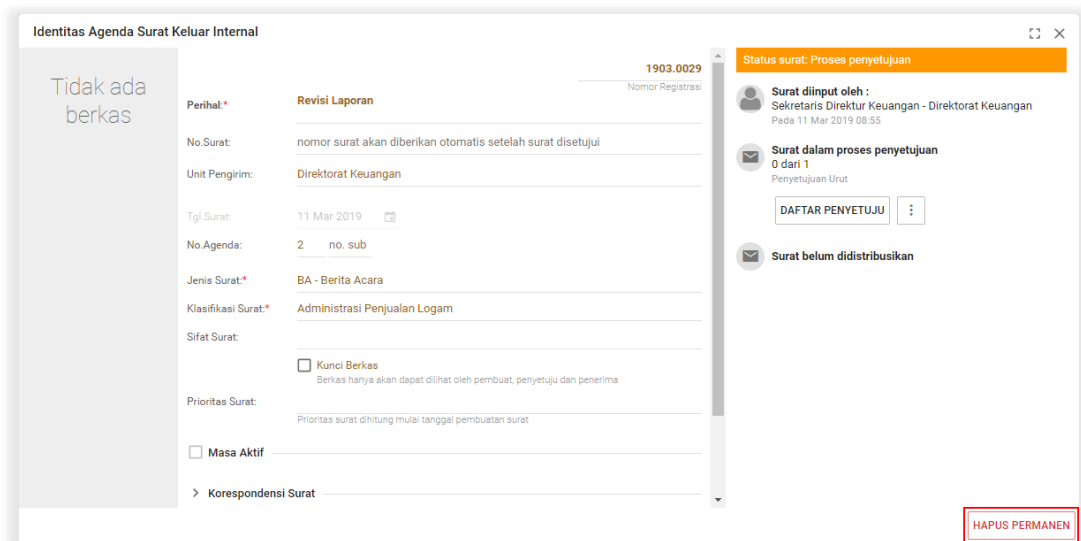 Identitas Agenda Surat Keluar Internal
Tidak ada
berkas
1903.0029
Nomor Registrasi
Perihal:* Revisi Laporan
No.Surat: nomor surat akan diberikan otomatis setelah surat disetujui
Unit Pengirim: Direktorat Keuangan
Tgl.Surat: 11 Mar 2019
No.Agenda: 2 no. sub
Jenis Surat:* BA - Berita Acara
Klasifikasi Surat:* Administrasi Penjualan Logam
Sifat Surat:
Kunci Berkas
Berkas hanya akan dapat dilihat oleh pembuat, penyetuju dan penerima
Prioritas Surat:
Prioritas surat dihitung mulai tanggal pembuatan surat
Masa Aktif
Korespondensi Surat
Status surat: Proses penyetujuan
Surat diinput oleh :
Sekretaris Direktur Keuangan - Direktorat Keuangan
Pada 11 Mar 2019 08:55
Surat dalam proses penyetujuan
0 dari 1
Penyetujuan Urut
DAFTAR PENYETUJU
Surat belum didistribusikan
HAPUS PERMANEN